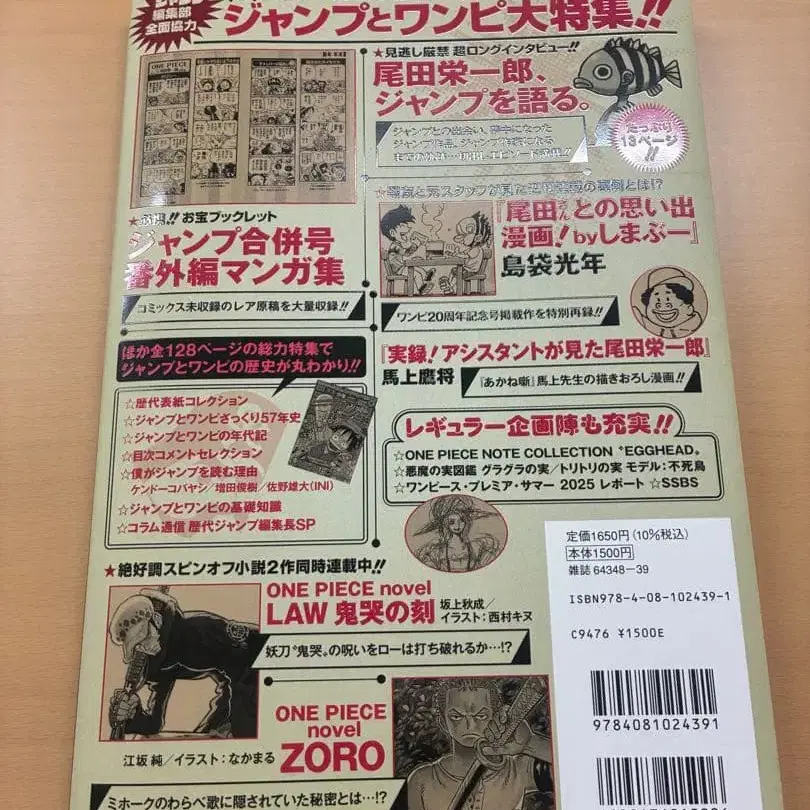 編集部
全面協力
ジャンプとワンピ大特集!!
★見逃し厳禁 超ロングインタビュー!!
尾田栄一郎、
ジャンプを語る。
ジャンプとの出会い、夢中になった
たっぷり
13ページ
!!
お宝ブックレット
ジャンプ合併号
番外編マンガ集
コミックス未収録のレア原稿を大量収録!!
『尾田さんとの思い出
漫画!byしまぶー』
島袋光年
ワンピ20周年記念号掲載作を特別再録!!
『実録!アシスタントが見た尾田栄一郎』
馬上鷹将
『あかね噺』馬上先生の描きおろし漫画!!
ほか全128ページの総力特集で
ジャンプとワンピの歴史が丸わかり!!
☆歴代表紙コレクション
☆ジャンプとワンピざっくり57年史
☆ジャンプとワンピの年代記
☆目次コメントセレクション
☆僕がジャンプを読む理由
ケンドーコバヤシ/増田俊樹/佐野雄大(INI)
☆ジャンプとワンピの基礎知識
☆コラム通信 歴代ジャンプ編集長SP
レギュラー企画陣も充実!!
☆ONE PIECE NOTE COLLECTION "EGGHEAD"
☆悪魔の実図鑑 グラグラの実/トリトリの実 モデル:不死鳥
☆ワンピース・プレミア・サマー 2025 レポート ☆SSBS
★絶好調スピンオフ小説2作同時連載中!!
ONE PIECE novel
LAW 鬼哭の刻
坂上秋成/
イラスト:西村キヌ
妖刀"鬼哭"の呪いをローは打ち破れるか…!?
ONE PIECE
novel
ZORO
江坂 純/イラスト:なかまる
ミホークのわらべ歌に隠されていた秘密とは…!?
定価1650円(10%税込)
本体1500円
雑誌 64348-39
ISBN978-4-08-102439-1
C9476 ¥1500E
9784081024391